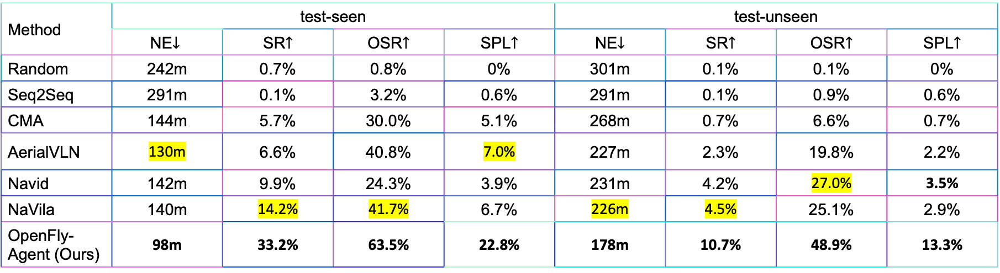 Method test-seen test-unseen
NE↓ SR↑ OSR↑ SPL↑ NE↓ SR↑ OSR↑ SPL↑
Random 242m 0.7% 0.8% 0% 301m 0.1% 0.1% 0%
Seq2Seq 291m 0.1% 3.2% 0.6% 291m 0.1% 0.9% 0.6%
CMA 144m 5.7% 30.0% 5.1% 268m 0.7% 6.6% 0.7%
AerialVLN 130m 6.6% 40.8% 7.0% 227m 2.3% 19.8% 2.2%
Navid 142m 9.9% 24.3% 3.9% 231m 4.2% 27.0% 3.5%
NaVila 140m 14.2% 41.7% 6.7% 226m 4.5% 25.1% 2.9%
OpenFly-
Agent (Ours) 98m 33.2% 63.5% 22.8% 178m 10.7% 48.9% 13.3%